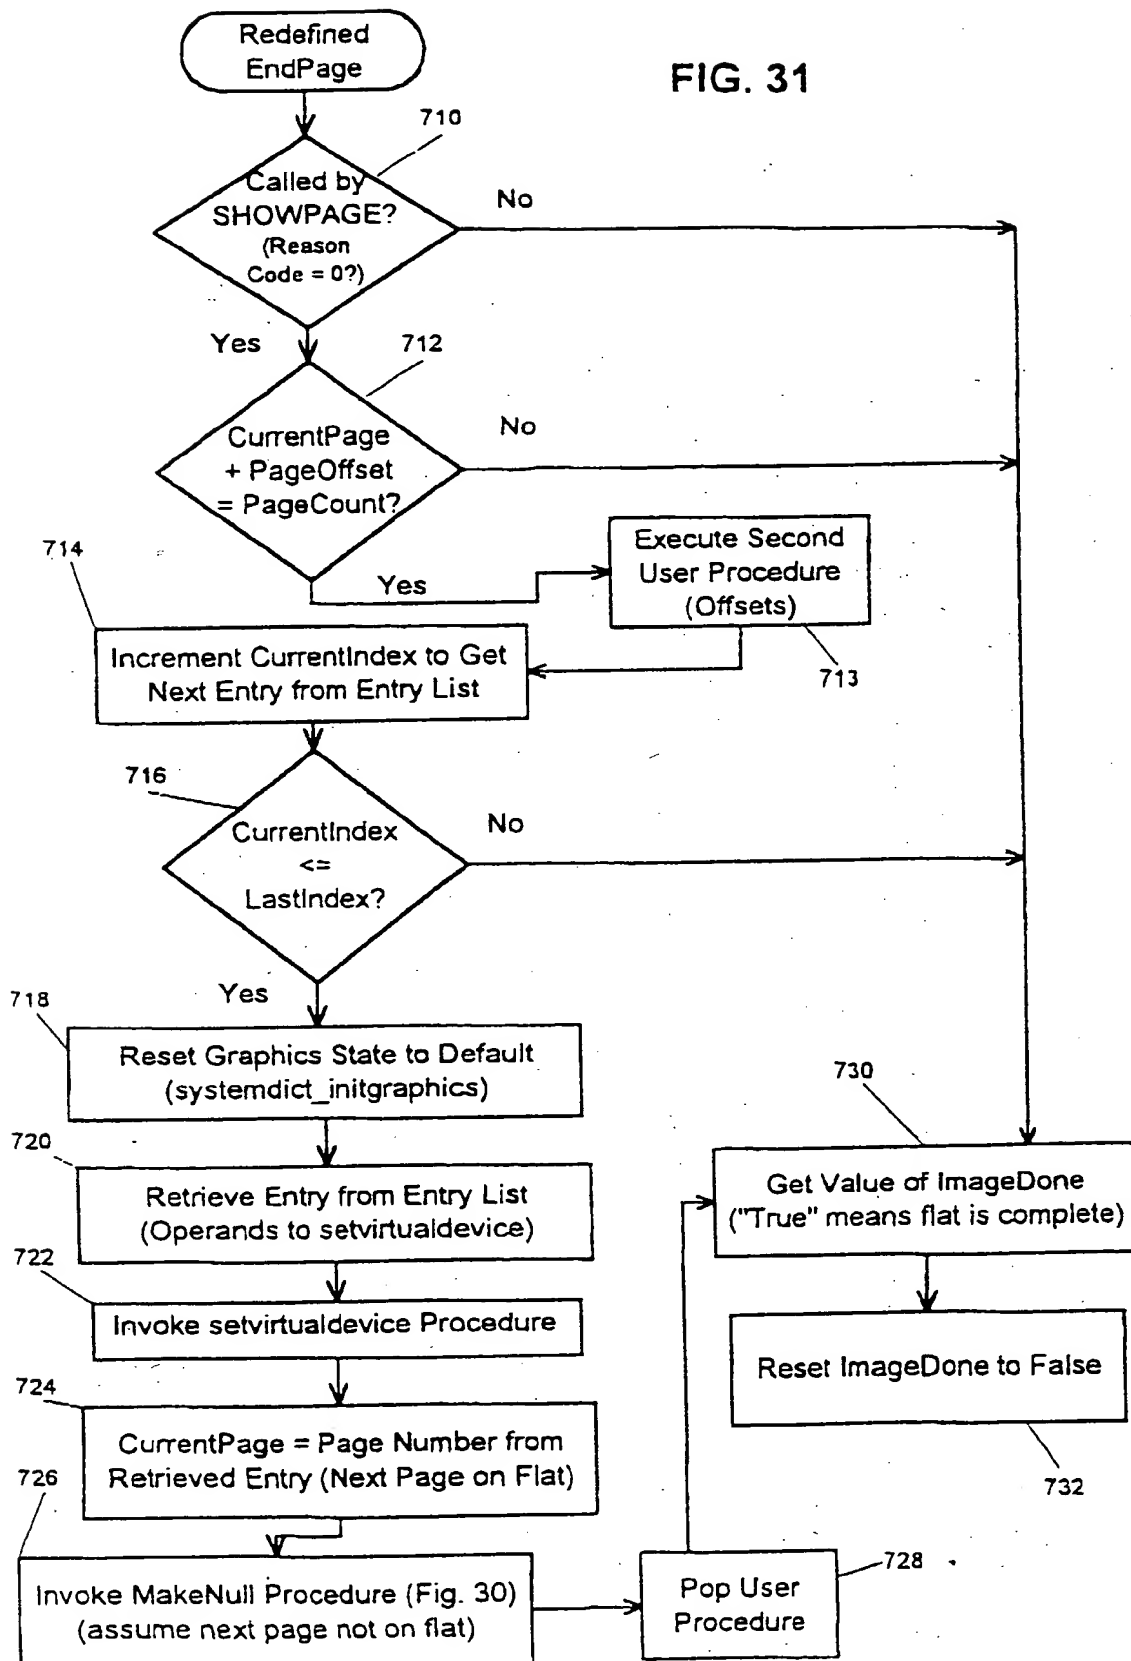 Redefined
EndPage
FIG. 31
710
Called by
SHOWPAGE?
(Reason
Code = 0?)
No
Yes
712
CurrentPage
+ PageOffset
= PageCount?
No
Yes
Execute Second
User Procedure
(Offsets)
713
714
Increment CurrentIndex to Get
Next Entry from Entry List
716
CurrentIndex
<=
LastIndex?
No
Yes
718
Reset Graphics State to Default
(systemdict_initgraphics)
720
Retrieve Entry from Entry List
(Operands to setvirtualdevice)
722
Invoke setvirtualdevice Procedure
724
CurrentPage = Page Number from
Retrieved Entry (Next Page on Flat)
726
Invoke MakeNull Procedure (Fig. 30)
(assume next page not on flat)
728
Pop User
Procedure
730
Get Value of ImageDone
("True" means flat is complete)
Reset ImageDone to False
732